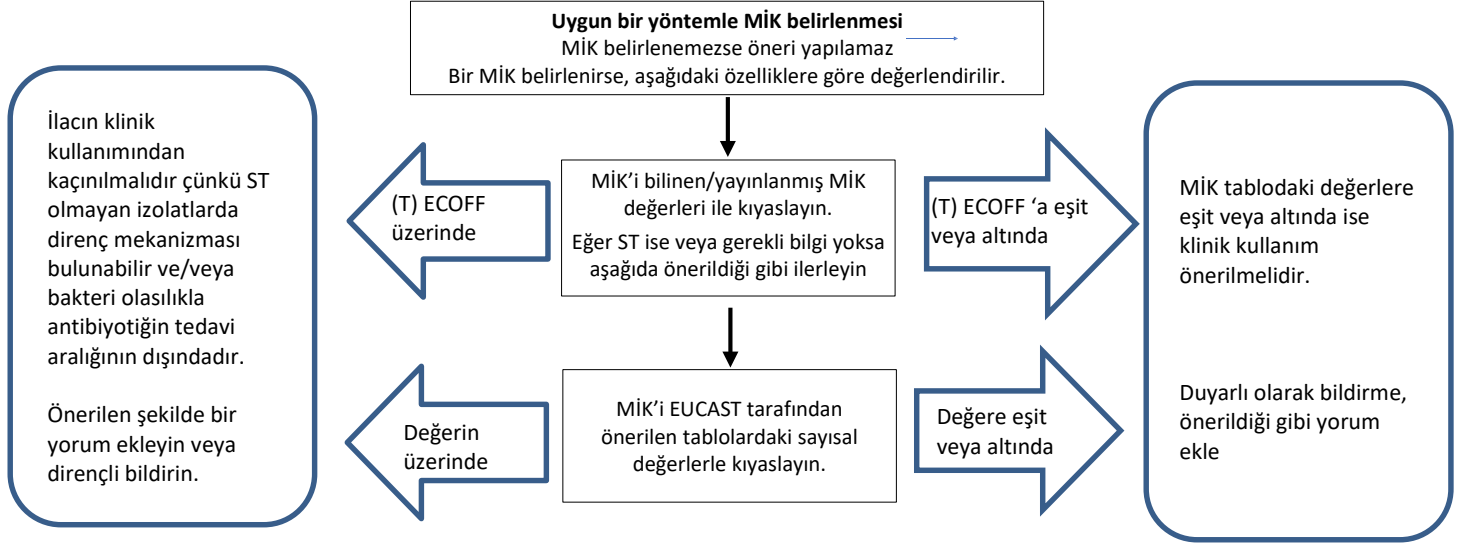 Uygun bir yöntemle MİK belirlenmesi
MİK belirlenemezse öneri yapılamaz
Bir MİK belirlenirse, aşağıdaki özelliklere göre değerlendirilir.
İlacın klinik
kullanımından
kaçınılmalıdır çünkü ST
olmayan izolatlarda
direnç mekanizması
bulunabilir ve/veya
bakteri olasılıkla
antibiyotiğin tedavi
aralığının dışındadır.
Önerilen şekilde bir
yorum ekleyin veya
dirençli bildirin.
(T) ECOFF
üzerinde
MİK’i bilinen/yayınlanmış MİK
değerleri ile kıyaslayın.
Eğer ST ise veya gerekli bilgi yoksa
aşağıda önerildiği gibi ilerleyin
(T) ECOFF ‘a eşit
veya altında
MİK tablodaki değerlere
eşit veya altında ise
klinik kullanım
önerilmelidir.
Duyarlı olarak bildirme,
önerildiği gibi yorum
ekle
Değerin
üzerinde
MİK’i EUCAST tarafından
önerilen tablolardaki sayısal
değerlerle kıyaslayın.
Değere eşit
veya altında